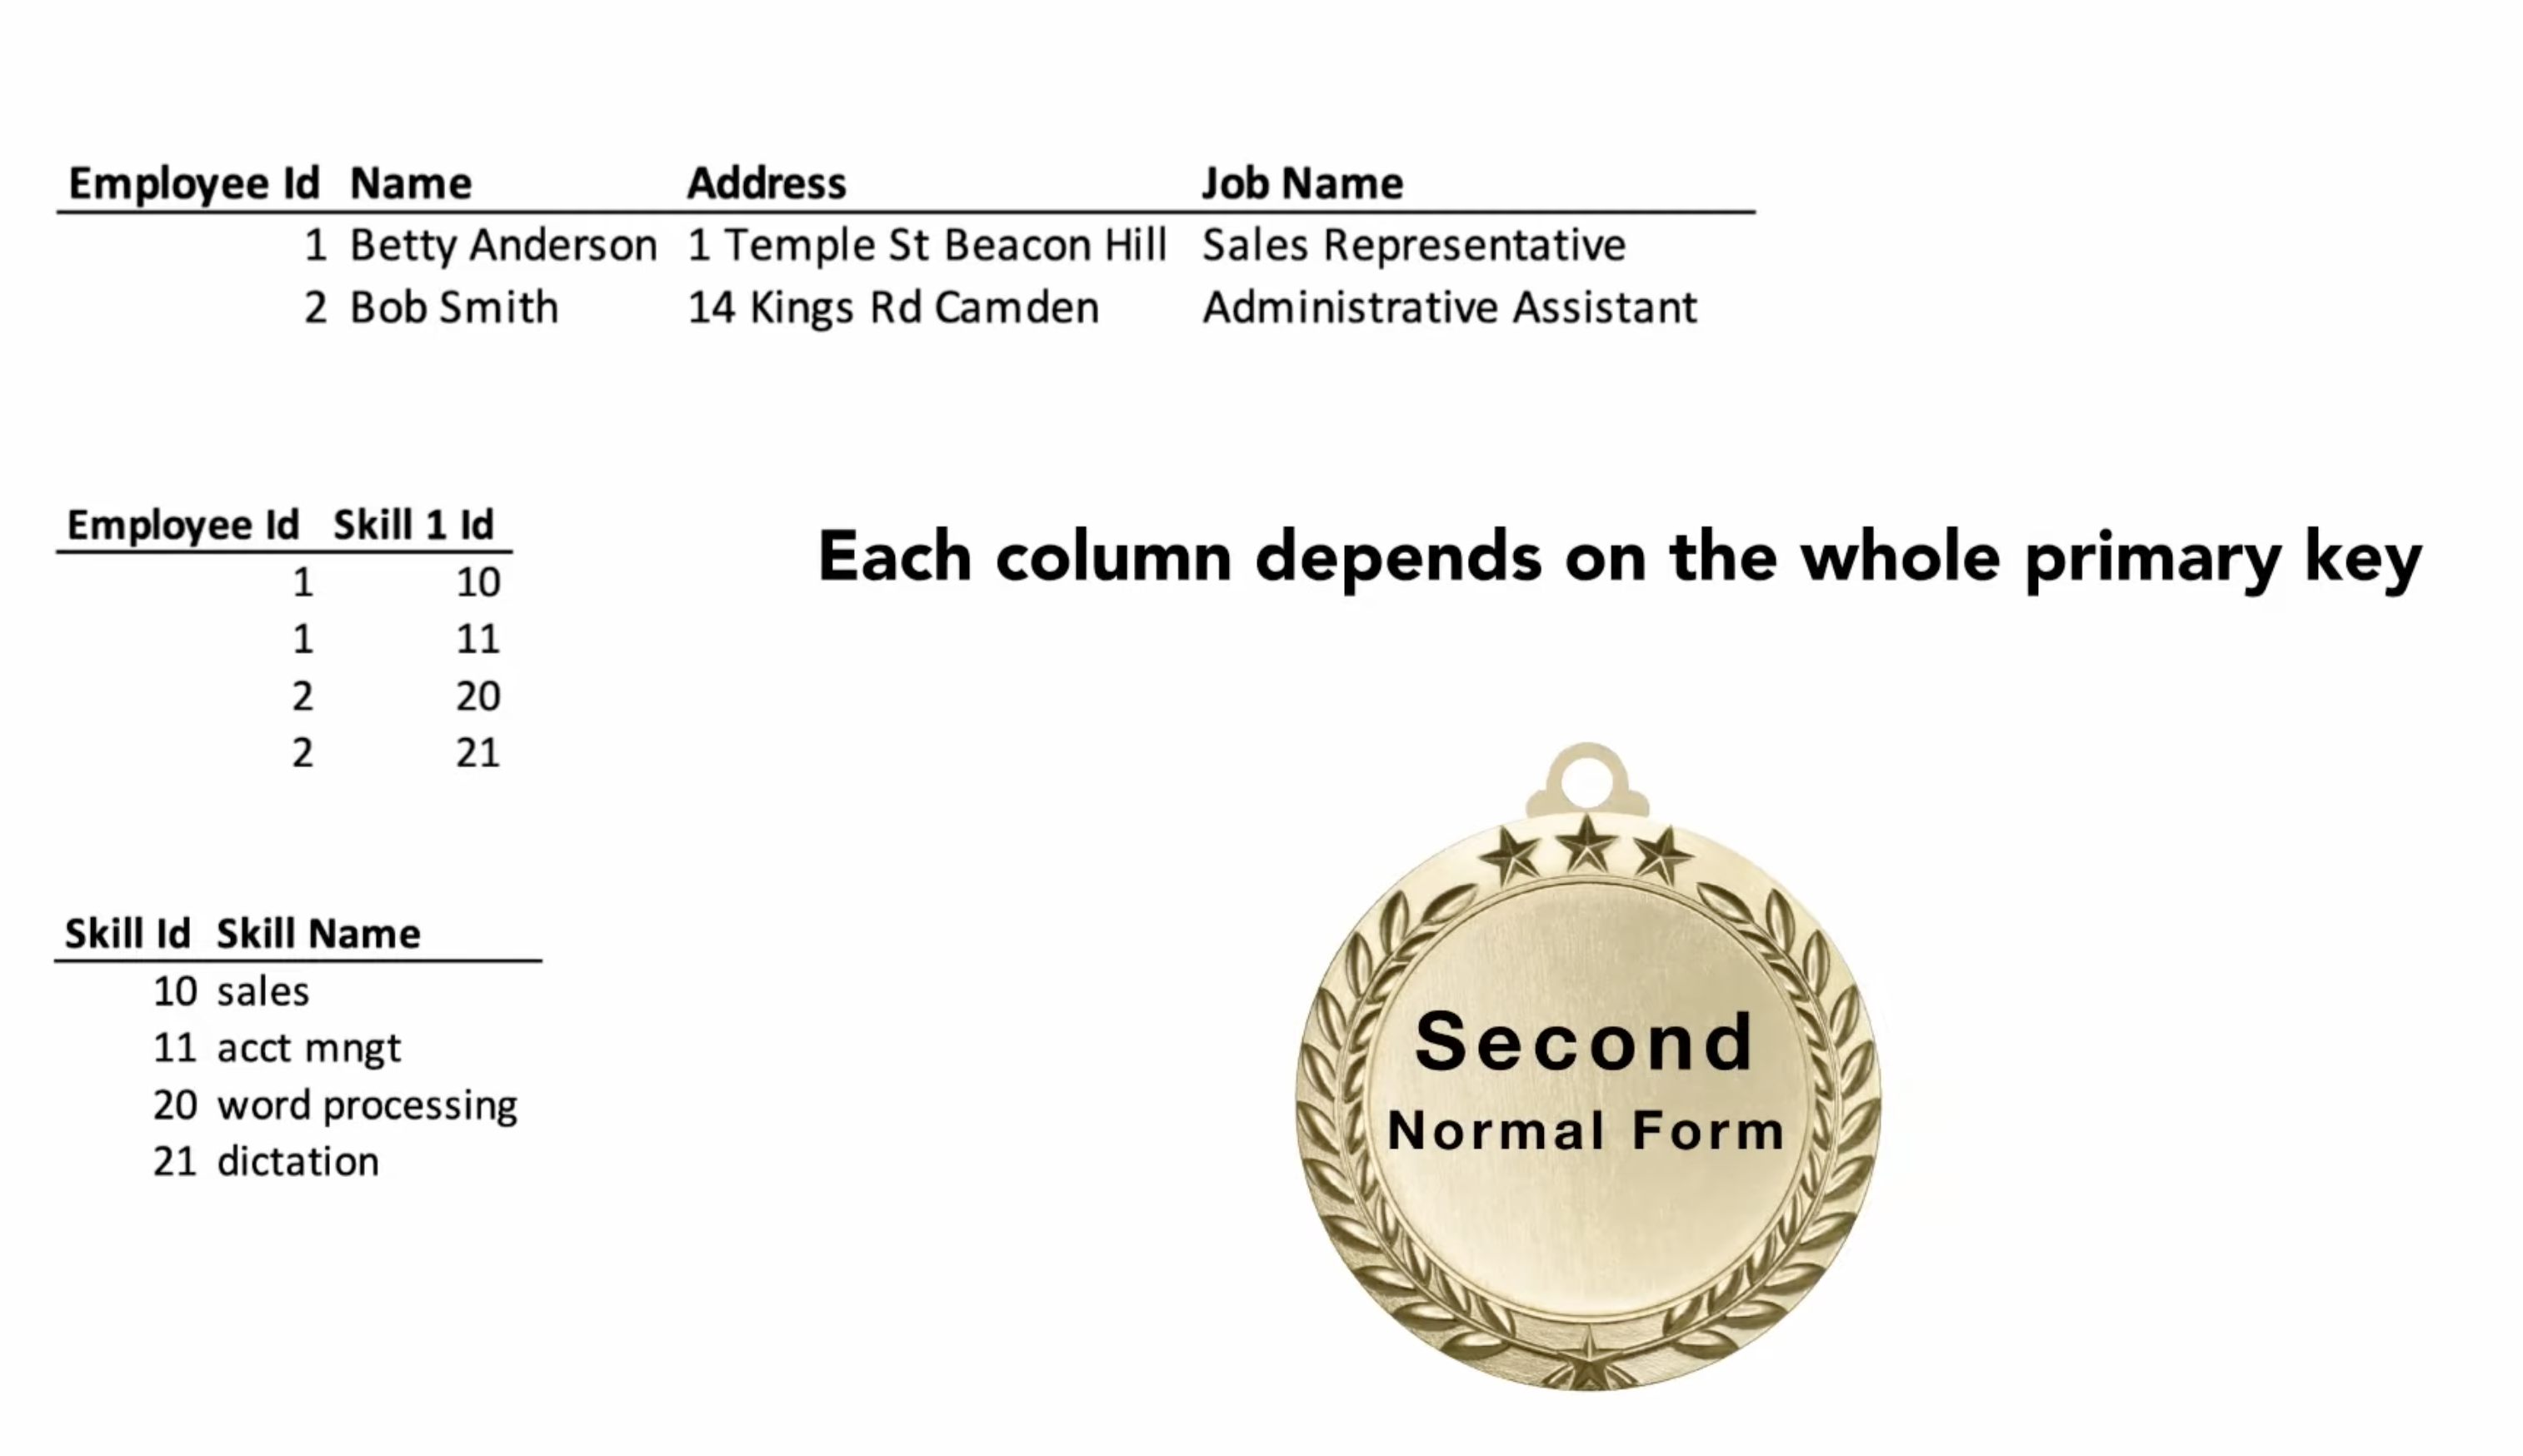 Employee Id Name Address Job Name
1 Betty Anderson 1 Temple St Beacon Hill Sales Representative
2 Bob Smith 14 Kings Rd Camden Administrative Assistant
Employee Id Skill 1 Id
1 10
1 11
2 20
2 21
Each column depends on the whole primary key
Skill Id Skill Name
10 sales
11 acct mngt
20 word processing
21 dictation
Second
Normal Form